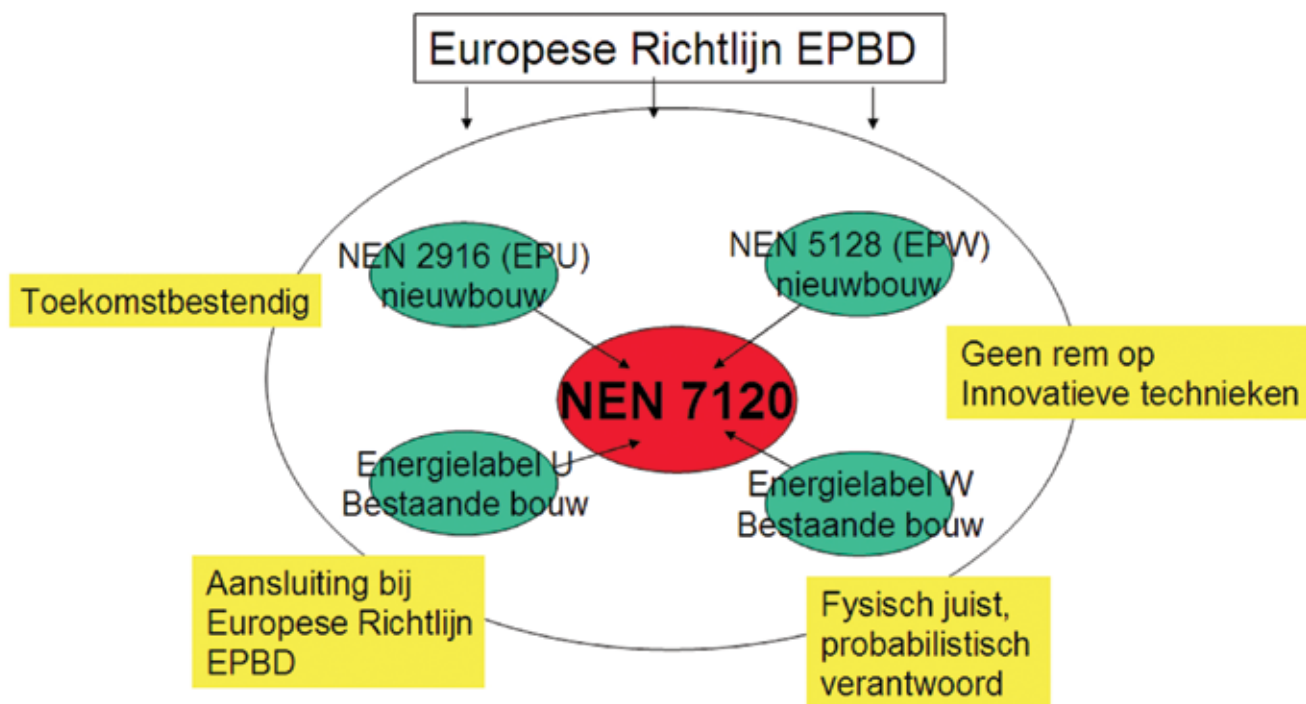 Europese Richtlijn EPBD
NEN 2916 (EPU)
nieuwbouw
NEN 5128 (EPW)
nieuwbouw
Toekomstbestendig
Geen rem op
Innovatieve technieken
NEN 7120
Energielabel U
Bestaande bouw
Energielabel W
Bestaande bouw
Aansluiting bij
Europese Richtlijn
EPBD
Fysisch juist,
probabilistisch
verantwoord